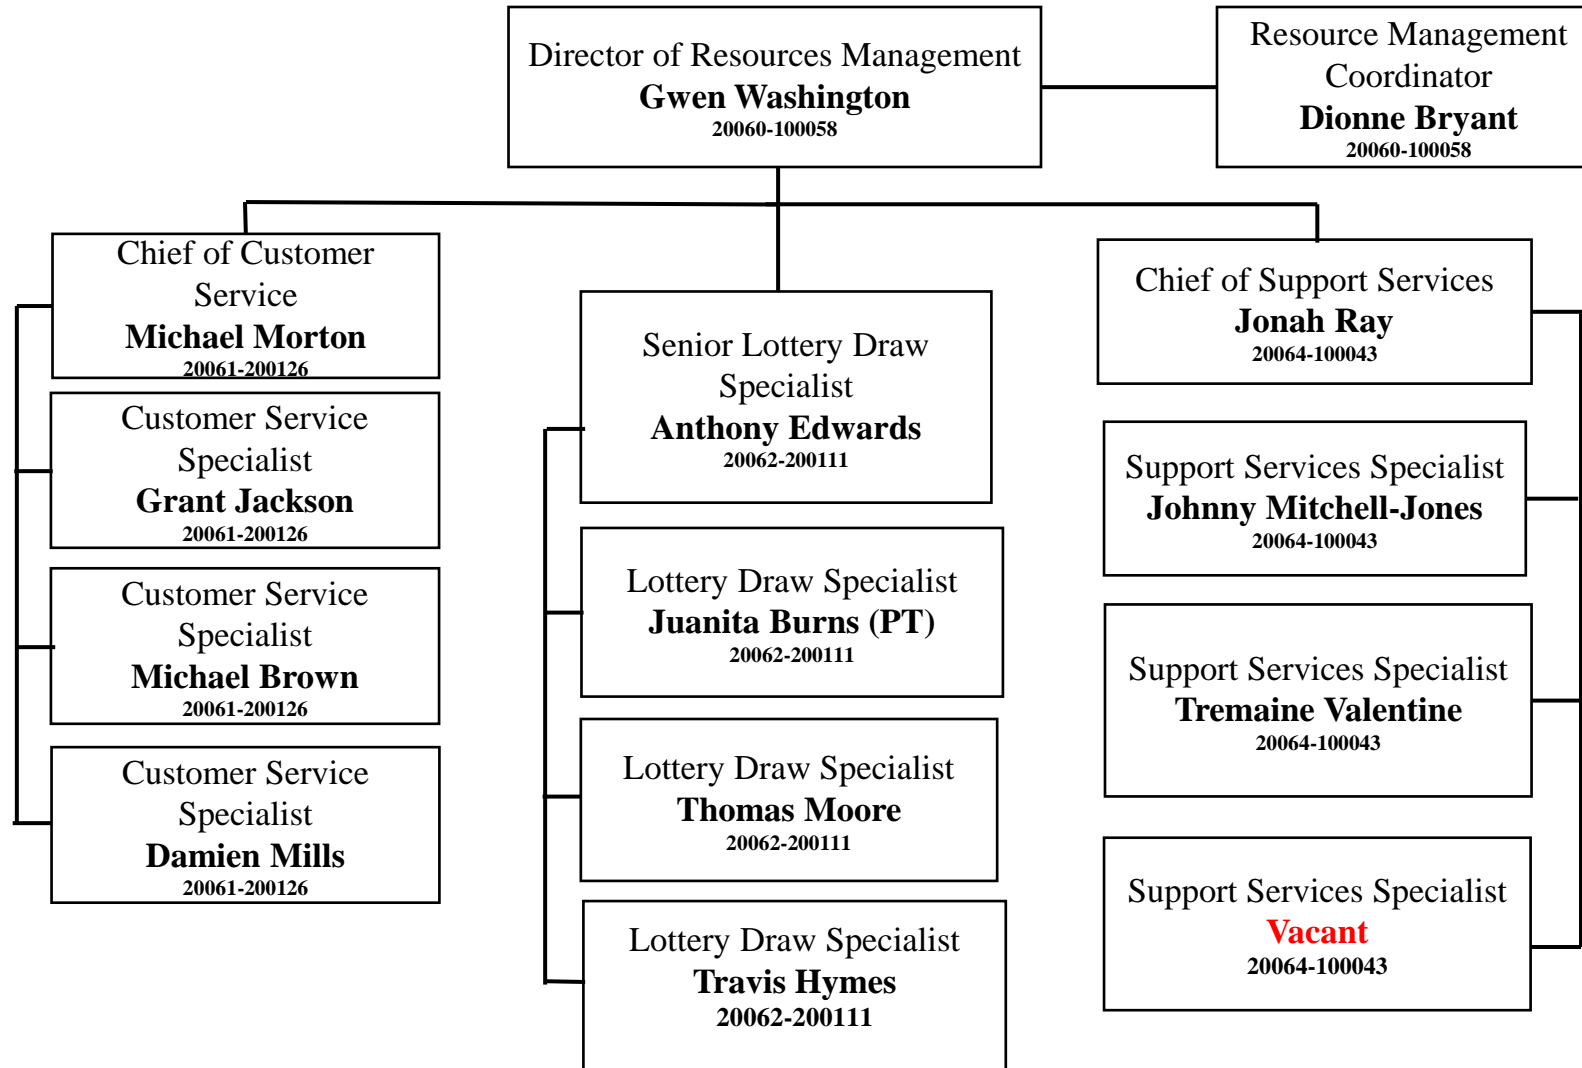 Director of Resources Management
Gwen Washington
20060-100058
Resource Management
Coordinator
Dionne Bryant
20060-100058
Chief of Customer
Service
Michael Morton
20061-200126
Customer Service
Specialist
Grant Jackson
20061-200126
Customer Service
Specialist
Michael Brown
20061-200126
Customer Service
Specialist
Damien Mills
20061-200126
Senior Lottery Draw
Specialist
Anthony Edwards
20062-200111
Lottery Draw Specialist
Juanita Burns (PT)
20062-200111
Lottery Draw Specialist
Thomas Moore
20062-200111
Lottery Draw Specialist
Travis Hymes
20062-200111
Chief of Support Services
Jonah Ray
20064-100043
Support Services Specialist
Johnny Mitchell-Jones
20064-100043
Support Services Specialist
Tremaine Valentine
20064-100043
Support Services Specialist
Vacant
20064-100043